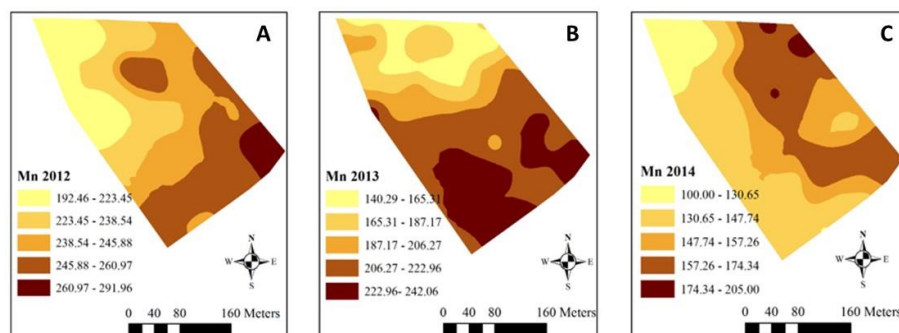 A
Mn 2012
192.46 - 223.45
223.45 - 238.54
238.54 - 245.88
245.88 - 260.97
260.97 - 291.96
N
W E
S
0 40 80 160 Meters
B
Mn 2013
140.29 - 165.31
165.31 - 187.17
187.17 - 206.27
206.27 - 222.96
222.96 - 242.06
N
W E
S
0 40 80 160 Meters
C
Mn 2014
100.00 - 130.65
130.65 - 147.74
147.74 - 157.26
157.26 - 174.34
174.34 - 205.00
N
W E
S
0 40 80 160 Meters